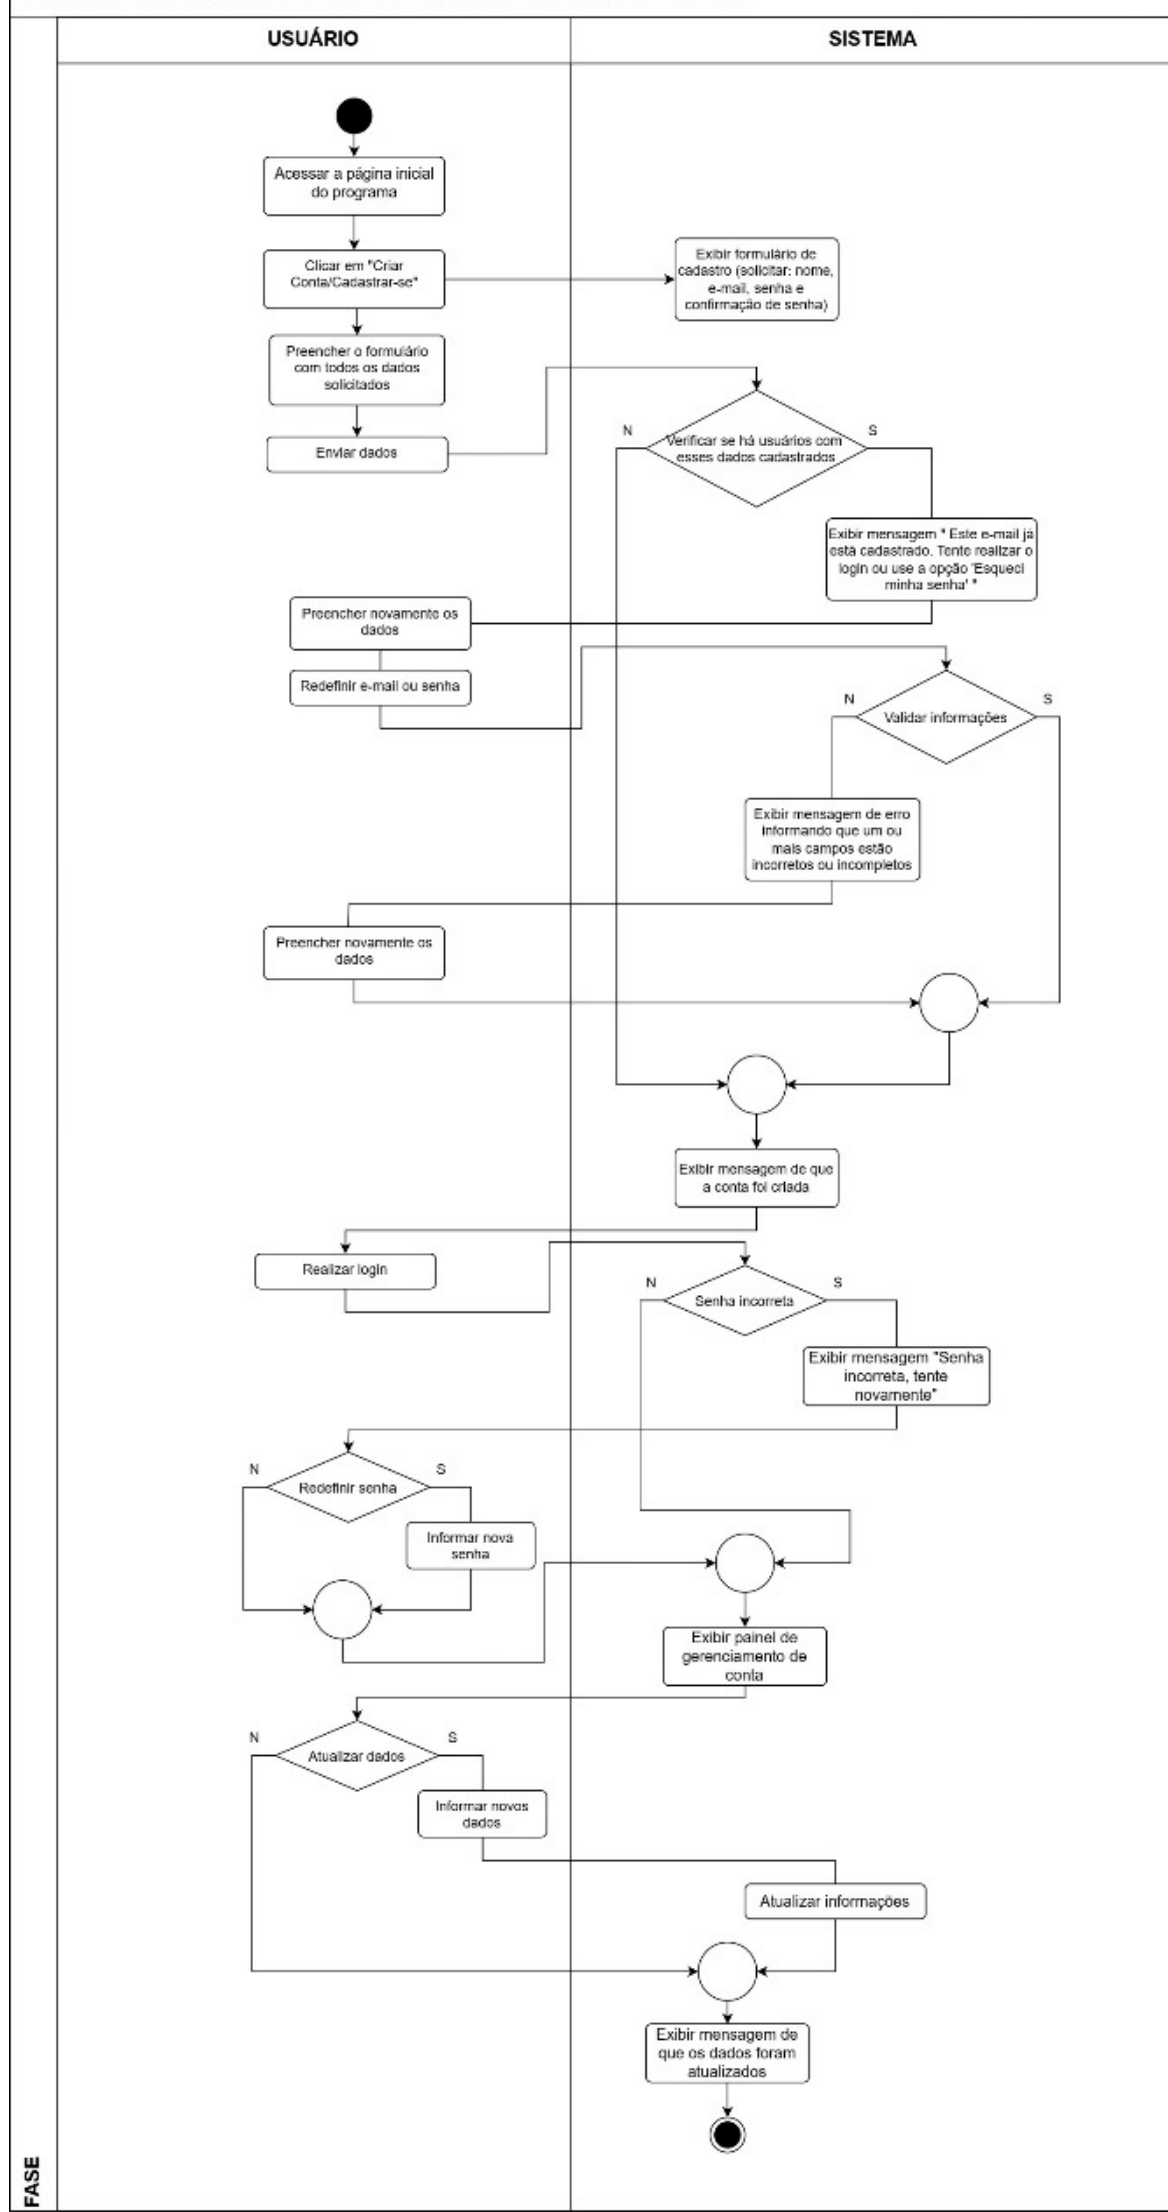 USUÁRIO
SISTEMA
Acessar a página inicial
do programa
Clicar em "Criar
Conta/Cadastrar-se"
Exibir formulário de
cadastro (solicitar: nome,
e-mail, senha e
confirmação de senha)
Preencher o formulário
com todos os dados
solicitados
Enviar dados
N
S
Verificar se há usuários com
esses dados cadastrados
Exibir mensagem " Este e-mail já
está cadastrado. Tente realizar o
login ou use a opção 'Esqueci
minha senha' "
Preencher novamente os
dados
Redefinir e-mail ou senha
N
S
Validar informações
Exibir mensagem de erro
informando que um ou
mais campos estão
incorretos ou incompletos
Preencher novamente os
dados
Exibir mensagem de que
a conta foi criada
Realizar login
N
S
Senha incorreta
Exibir mensagem "Senha
incorreta, tente
novamente"
N
S
Redefinir senha
Informar nova
senha
Exibir painel de
gerenciamento de
conta
N
S
Atualizar dados
Informar novos
dados
Atualizar informações
Exibir mensagem de
que os dados foram
atualizados
FASE